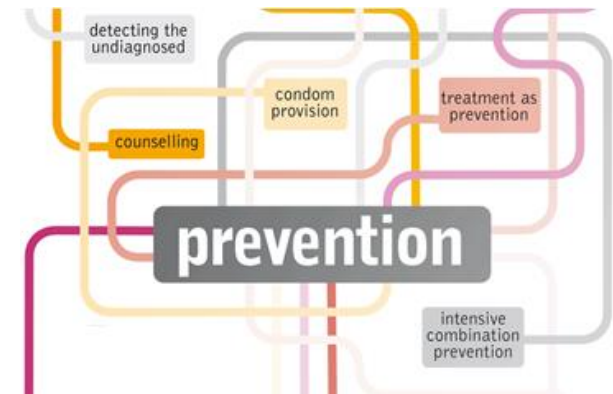 detecting the
undiagnosed
condom
provision
treatment as
prevention
counselling
prevention
intensive
combination
prevention